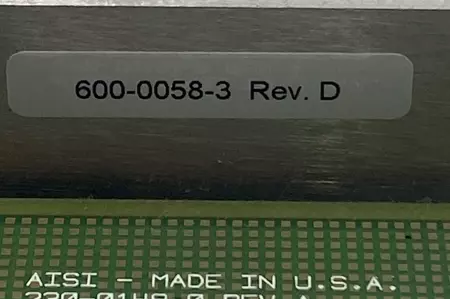 600-0058-3 Rev. D
AISI - MADE IN U.S.A.